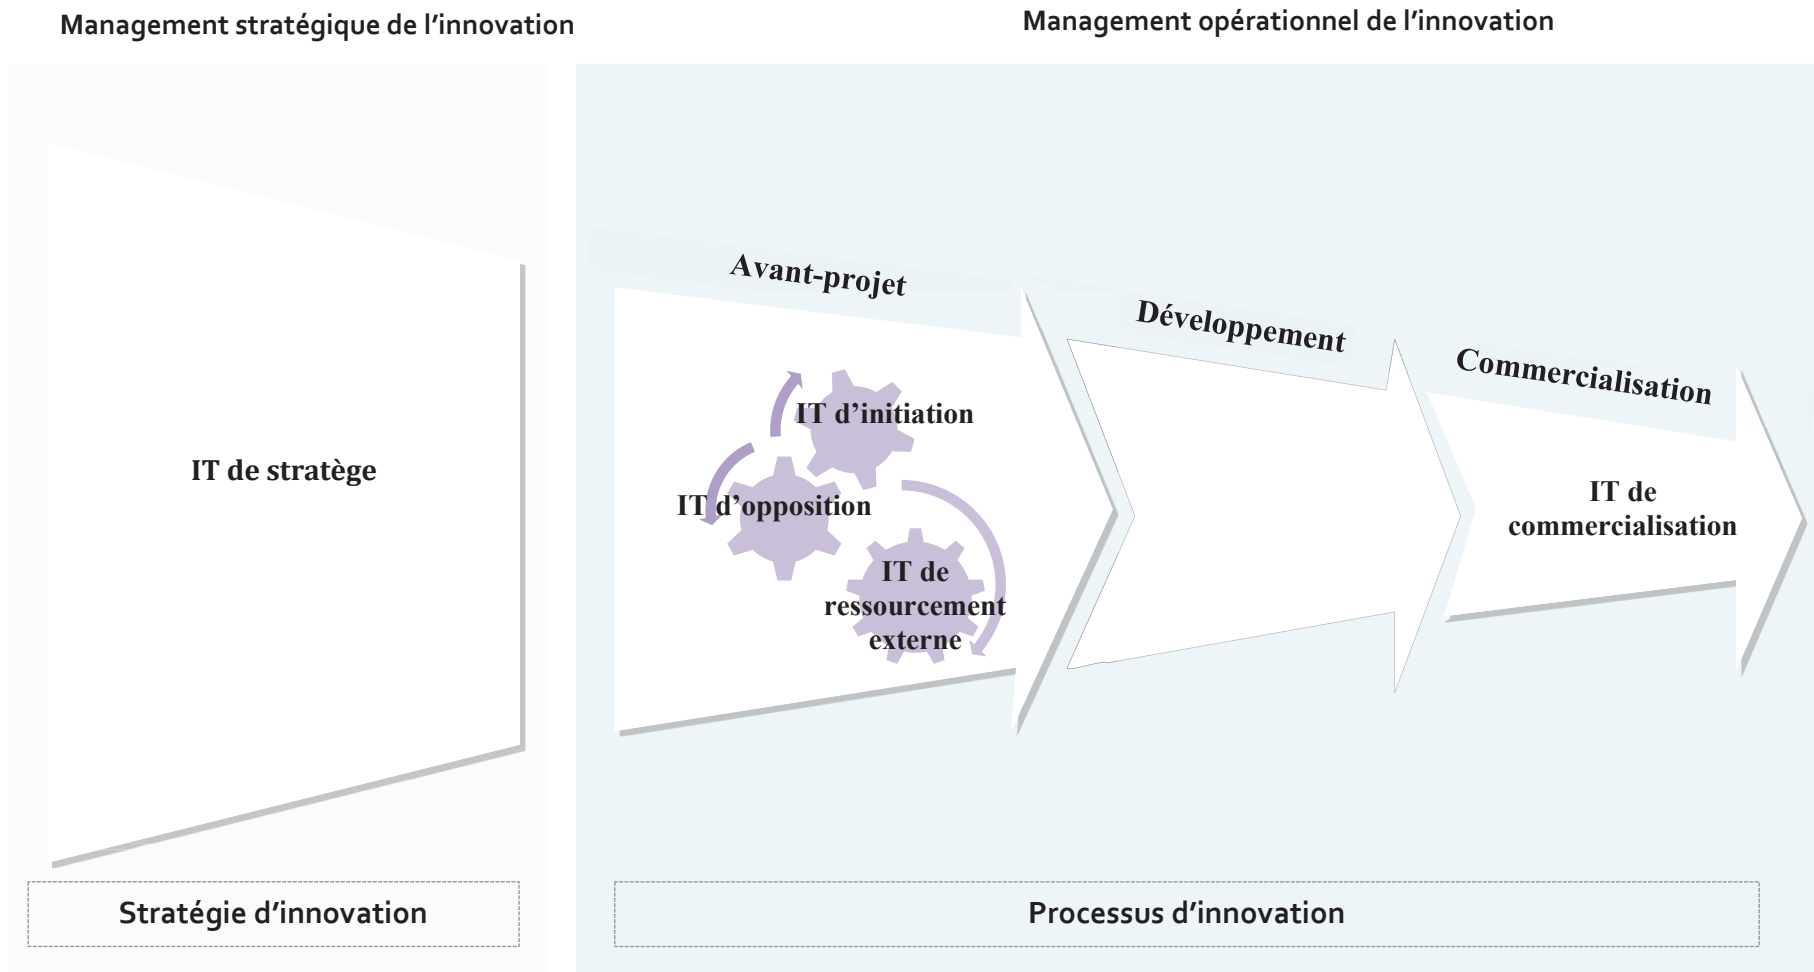 Management stratégique de l’innovation
Management opérationnel de l’innovation
IT de stratège
Avant-projet
Développement
Commercialisation
IT d’initiation
IT d’opposition
IT de
ressourcement
externe
IT de
commercialisation
Stratégie d’innovation
Processus d’innovation